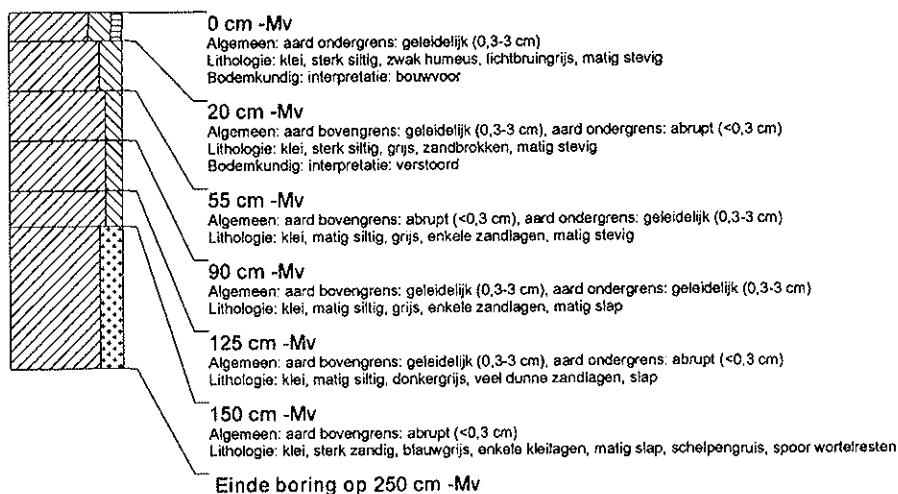 0 cm -Mv
Algemeen: aard ondergrens: geleidelijk (0,3-3 cm)
Lithologie: klei, sterk siltig, zwak humeus, lichtbruingrijs, matig stevig
Bodemkundig: interpretatie: bouwvoor
20 cm -Mv
Algemeen: aard bovengrens: geleidelijk (0,3-3 cm), aard ondergrens: abrupt (<0,3 cm)
Lithologie: klei, sterk siltig, grijs, zandbrokken, matig stevig
Bodemkundig: interpretatie: verstoord
55 cm -Mv
Algemeen: aard bovengrens: abrupt (<0,3 cm), aard ondergrens: geleidelijk (0,3-3 cm)
Lithologie: klei, matig siltig, grijs, enkele zandlagen, matig stevig
90 cm -Mv
Algemeen: aard bovengrens: geleidelijk (0,3-3 cm), aard ondergrens: geleidelijk (0,3-3 cm)
Lithologie: klei, matig siltig, grijs, enkele zandlagen, matig slap
125 cm -Mv
Algemeen: aard bovengrens: geleidelijk (0,3-3 cm), aard ondergrens: abrupt (<0,3 cm)
Lithologie: klei, matig siltig, donkergrijs, veel dunne zandlagen, slap
150 cm -Mv
Algemeen: aard bovengrens: abrupt (<0,3 cm)
Lithologie: klei, sterk zandig, blauwgrijs, enkele kleilagen, matig slap, schelpengruis, spoor wortelresten
Einde boring op 250 cm -Mv